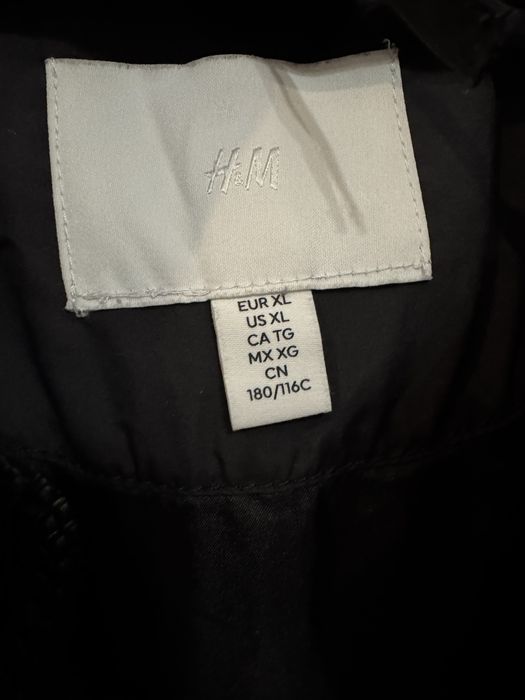 H&M
EUR XL
US XL
CA TG
MX XG
CN
180/116C